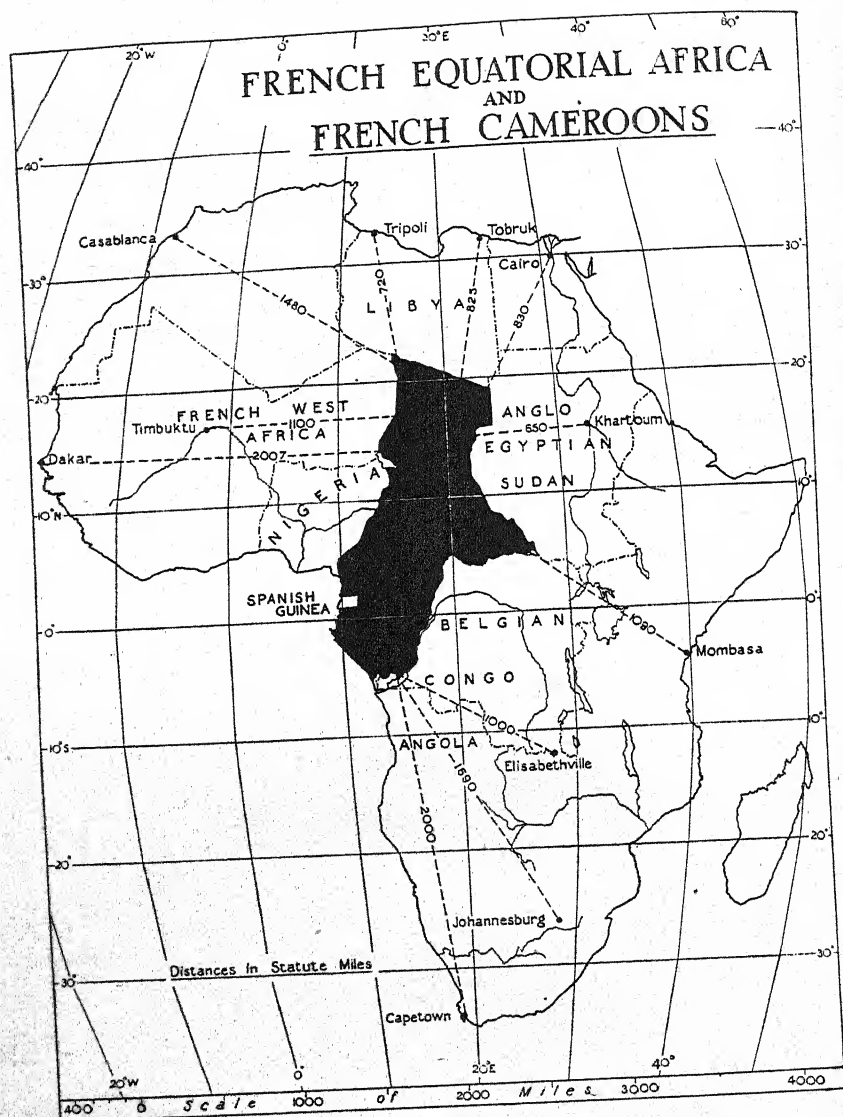 20°W 0° 20°E 40° 60°
FRENCH EQUATORIAL AFRICA
AND
FRENCH CAMEROONS
40° 40°
Casablanca Tripoli Tobruk
Cairo
30° 30°
720 825 830
LIBYA
1480
20° 20°
FRENCH WEST
Timbuktu 1100
AFRICA
ANGLO
Khartoum
650
EGYPTIAN
Dakar 2007
SUDAN
NIGERIA
10°N 10°
SPANISH
GUINEA
0° 0°
BELGIAN
1080
Mombasa
CONGO
1000
10°S 10°
ANGOLA
Elisabethville
1690
2000
20° 20°
Johannesburg
Distances In Statute Miles
30° 30°
Capetown
20°W 0° 20°E 40°
400 0 Scale 1000 of 2000 Miles 3000 4000